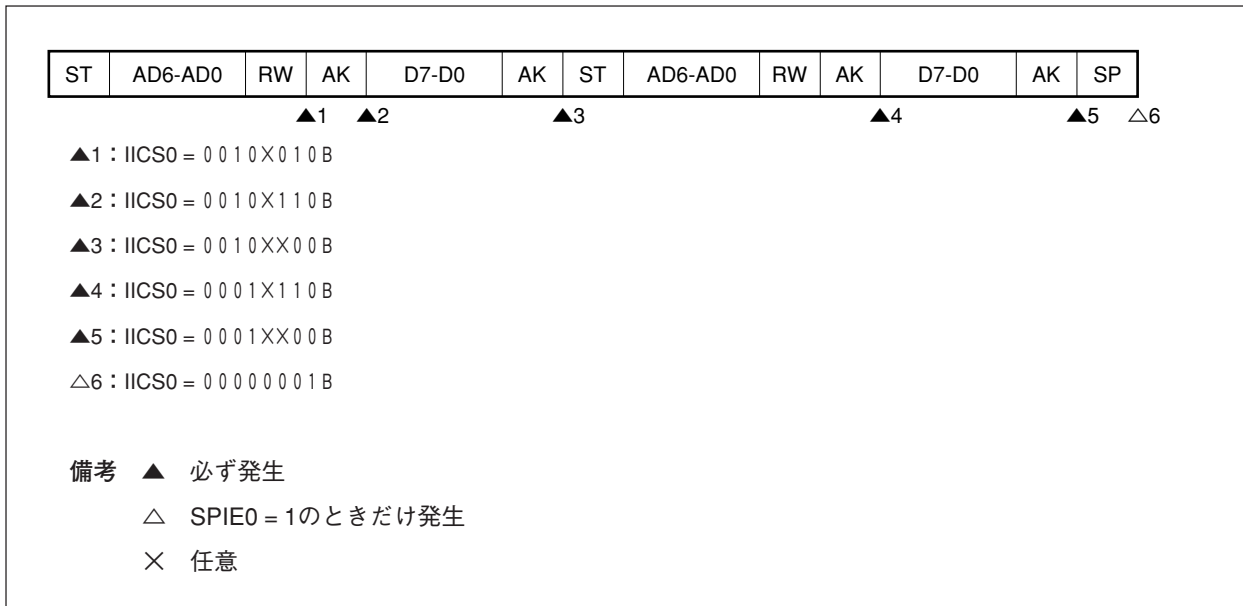 ST AD6-AD0 RW AK D7-D0 AK ST AD6-AD0 RW AK D7-D0 AK SP
▲1 ▲2 ▲3 ▲4 ▲5 △6
▲1：IICS0 = 0010X010B
▲2：IICS0 = 0010X110B
▲3：IICS0 = 0010XX00B
▲4：IICS0 = 0001X110B
▲5：IICS0 = 0001XX00B
△6：IICS0 = 00000001B
備考 ▲ 必ず発生
△ SPIE0 = 1のときだけ発生
× 任意